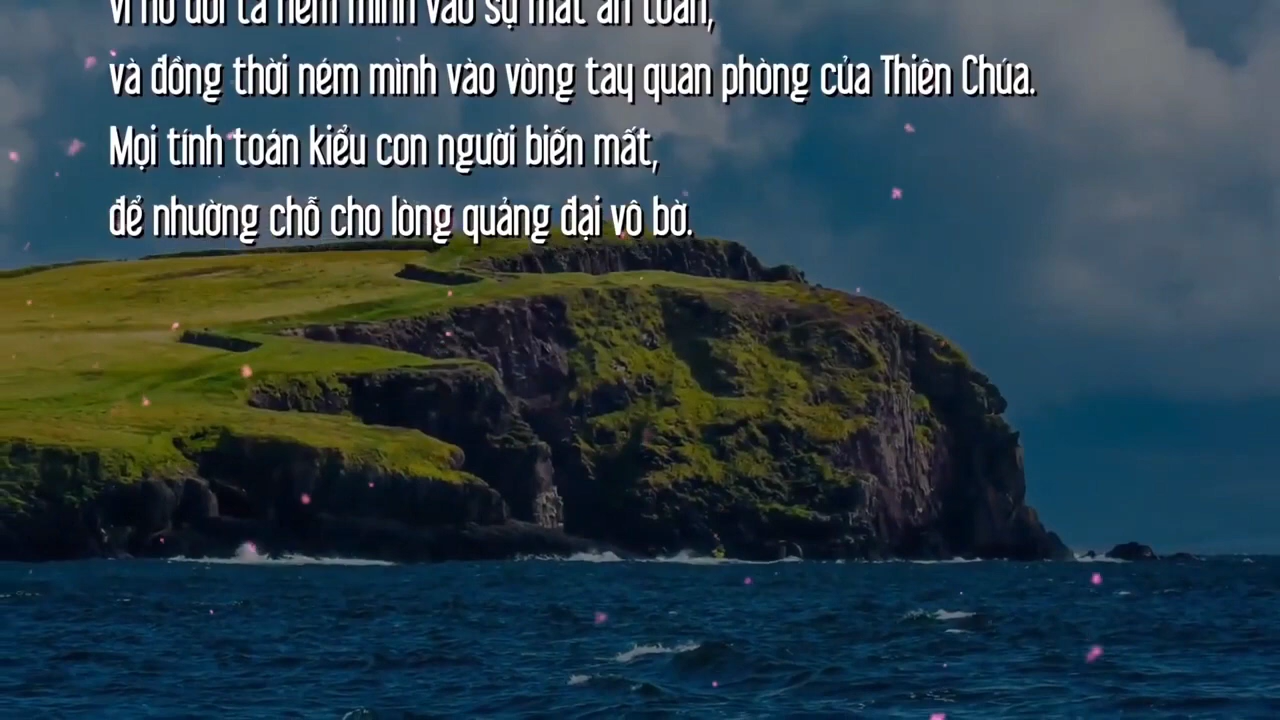 vì nó đòi ta ném mình vào sự mất an toàn,
và đồng thời ném mình vào vòng tay quan phòng của Thiên Chúa.
Mọi tính toán kiểu con người biến mất,
để nhường chỗ cho lòng quảng đại vô bờ.